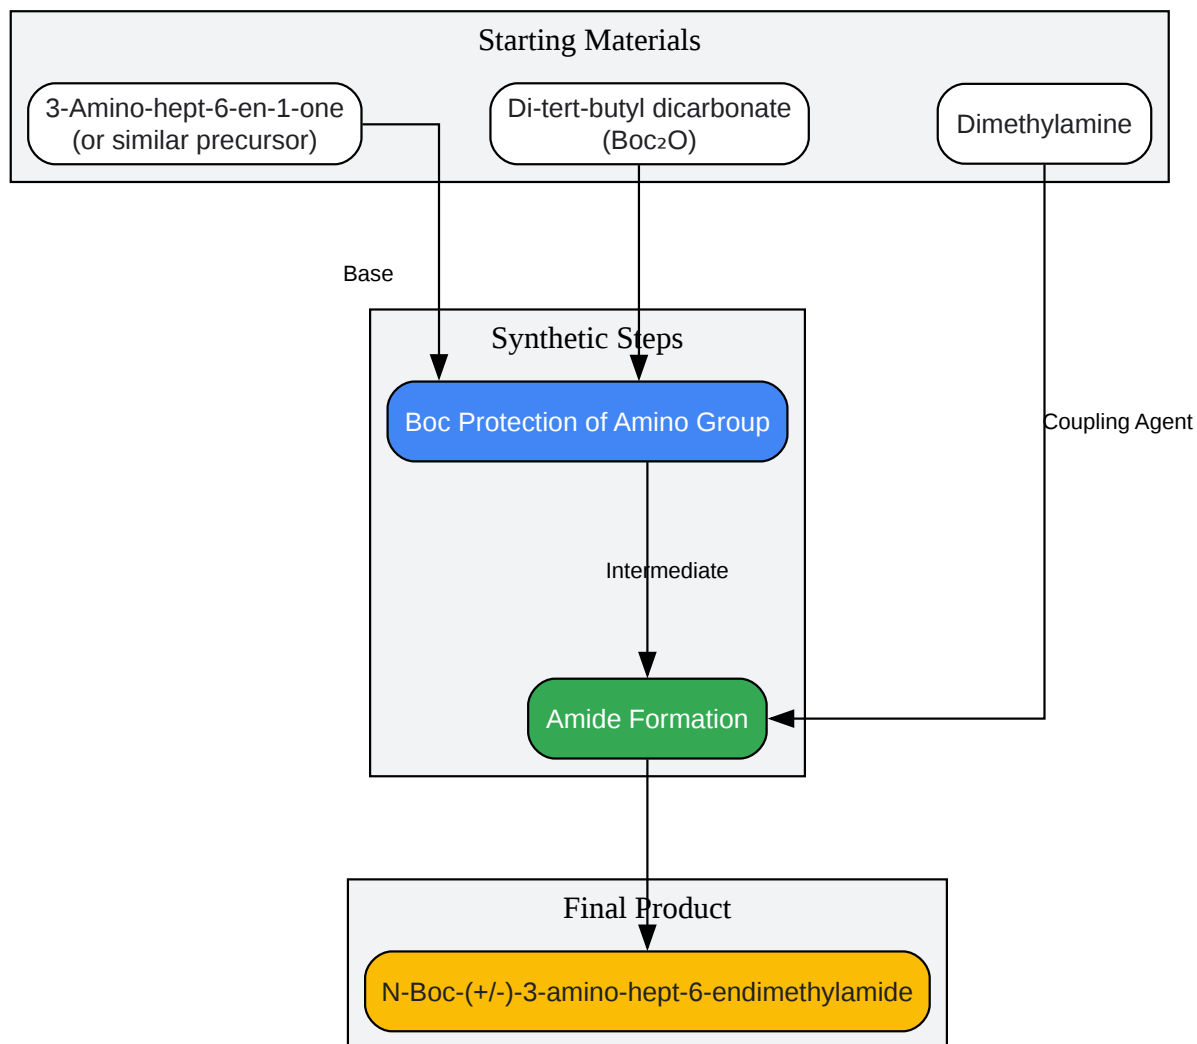 Starting Materials
3-Amino-hept-6-en-1-one
(or similar precursor)
Di-tert-butyl dicarbonate
(Boc₂O)
Dimethylamine
Base
Synthetic Steps
Boc Protection of Amino Group
Coupling Agent
Intermediate
Amide Formation
Final Product
N-Boc-(+/-)-3-amino-hept-6-endimethylamide